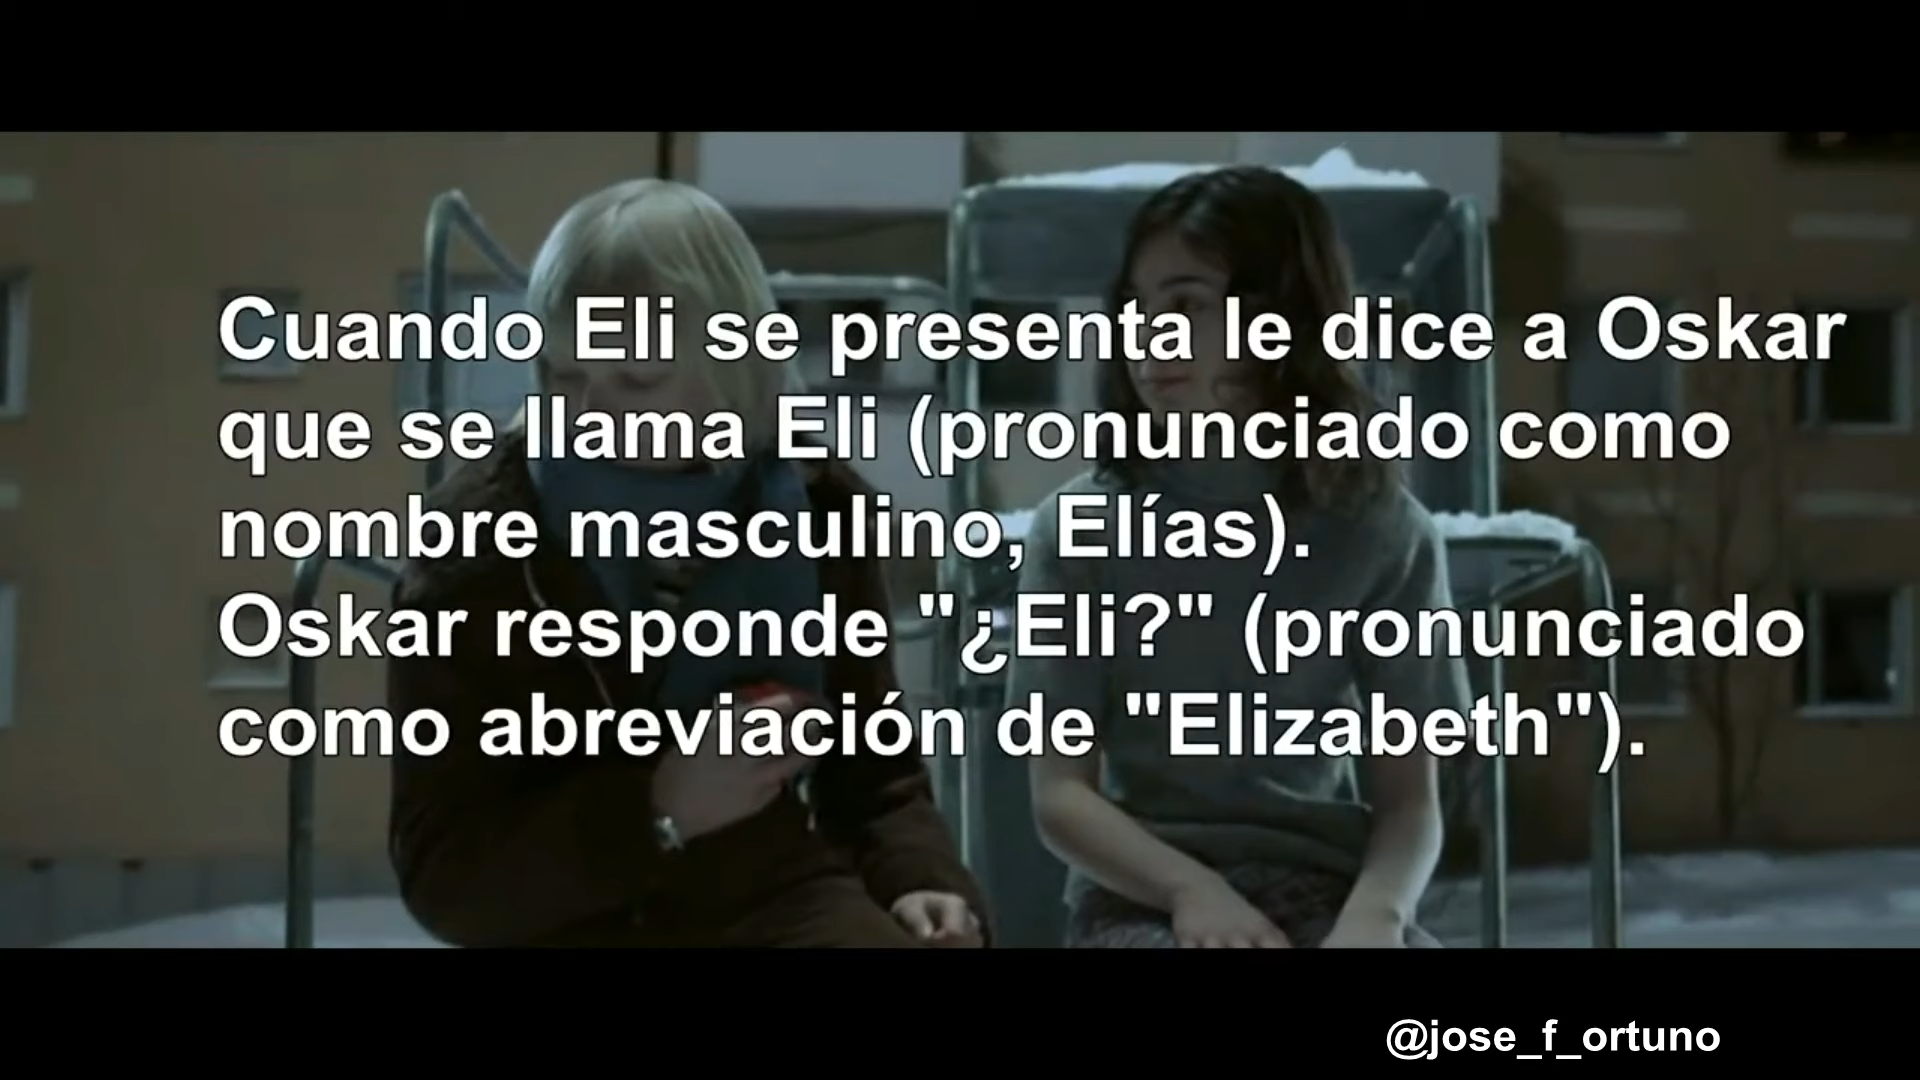 Cuando Eli se presenta le dice a Oskar
que se llama Eli (pronunciado como
nombre masculino, Elías).
Oskar responde "¿Eli?" (pronunciado
como abreviación de "Elizabeth").
@jose_f_ortuno